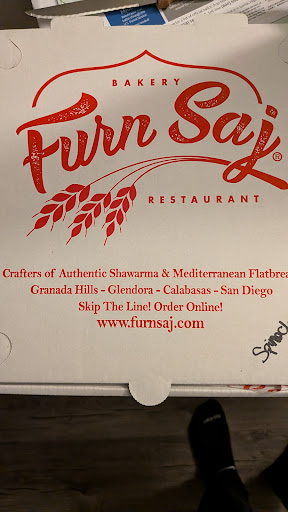 BAKERY
Furn Saj®
RESTAURANT
Crafters of Authentic Shawarma & Mediterranean Flatbrea
Granada Hills - Glendora - Calabasas - San Diego
Skip The Line! Order Online!
www.furnsaj.com